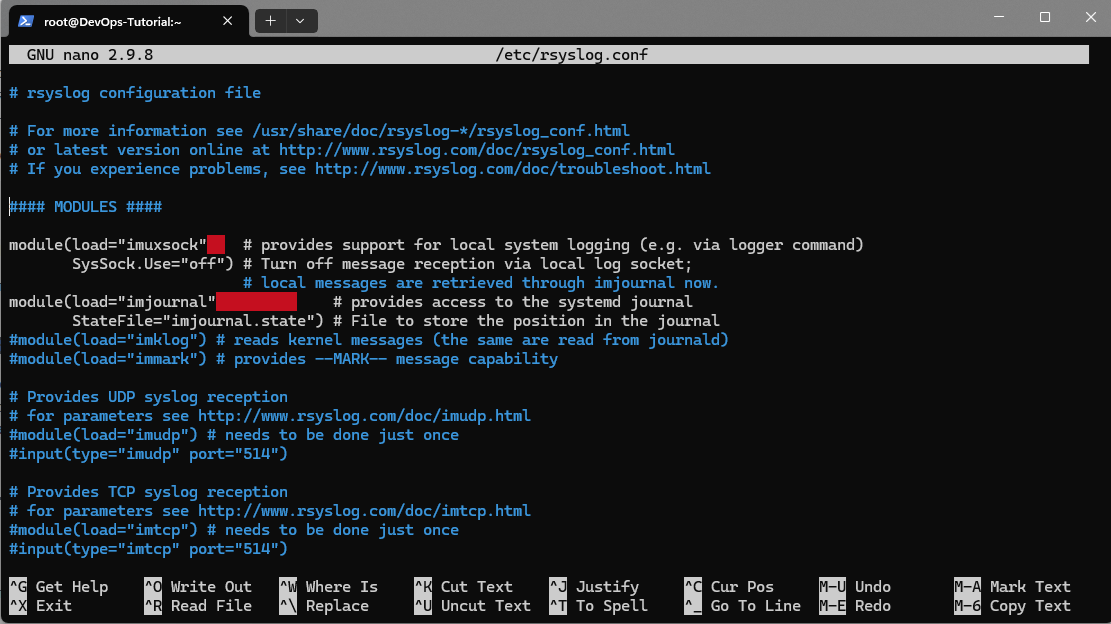 root@DevOps-Tutorial:~
GNU nano 2.9.8 /etc/rsyslog.conf
# rsyslog configuration file
# For more information see /usr/share/doc/rsyslog-*/rsyslog_conf.html
# or latest version online at http://www.rsyslog.com/doc/rsyslog_conf.html
# If you experience problems, see http://www.rsyslog.com/doc/troubleshoot.html
#### MODULES ####
module(load="imuxsock" # provides support for local system logging (e.g. via logger command)
SysSock.Use="off") # Turn off message reception via local log socket;
# local messages are retrieved through imjournal now.
module(load="imjournal" # provides access to the systemd journal
StateFile="imjournal.state") # File to store the position in the journal
#module(load="imklog") # reads kernel messages (the same are read from journald)
#module(load="immark") # provides --MARK-- message capability
# Provides UDP syslog reception
# for parameters see http://www.rsyslog.com/doc/imudp.html
#module(load="imudp") # needs to be done just once
#input(type="imudp" port="514")
# Provides TCP syslog reception
# for parameters see http://www.rsyslog.com/doc/imtcp.html
#module(load="imtcp") # needs to be done just once
#input(type="imtcp" port="514")
^G Get Help ^O Write Out ^W Where Is ^K Cut Text ^J Justify ^C Cur Pos M-U Undo M-A Mark Text
^X Exit ^R Read File ^\ Replace ^U Uncut Text ^T To Spell ^_ Go To Line M-E Redo M-6 Copy Text